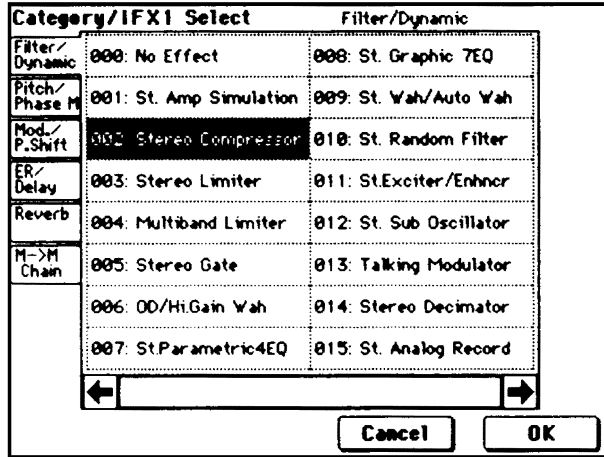 Category/IFX1 Select Filter/Dynamic
Filter/
Dynamic
Pitch/
Phase M
Mod./
P.Shift
ER/
Delay
Reverb
M->M
Chain
000: No Effect
001: St. Amp Simulation
002: Stereo Compressor
003: Stereo Limiter
004: Multiband Limiter
005: Stereo Gate
006: OD/Hi.Gain Wah
007: St.Parametric4EQ
008: St. Graphic 7EQ
009: St. Wah/Auto Wah
010: St. Random Filter
011: St.Exciter/Enhncr
012: St. Sub Oscillator
013: Talking Modulator
014: Stereo Decimator
015: St. Analog Record
Cancel OK